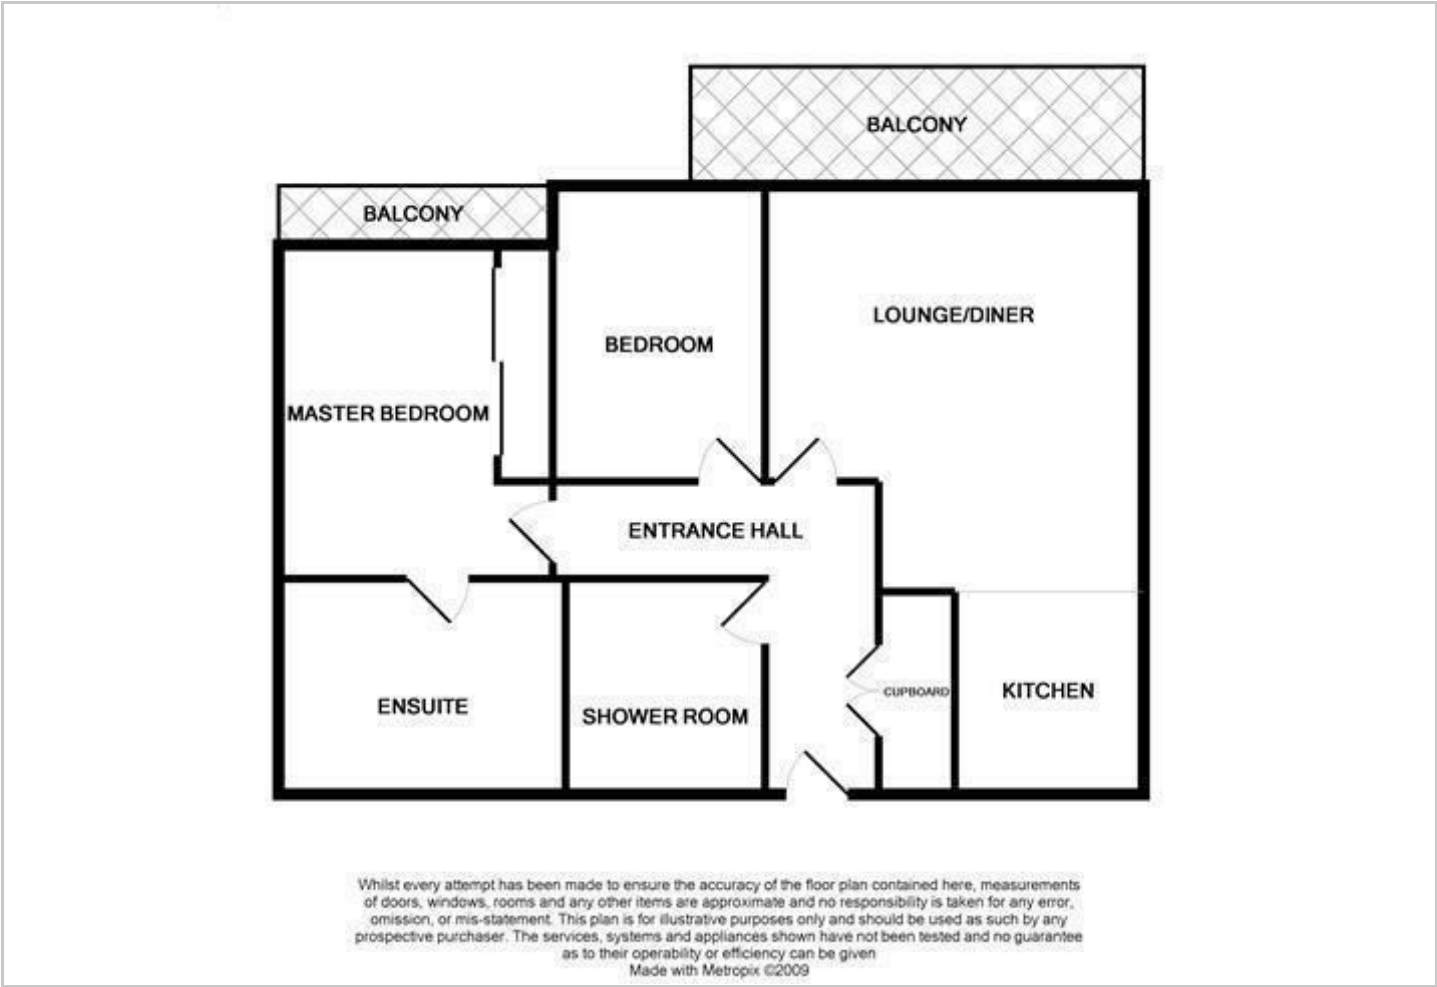 BALCONY
BALCONY
LOUNGE/DINER
BEDROOM
MASTER BEDROOM
ENTRANCE HALL
ENSUITE
SHOWER ROOM
CUPBOARD
KITCHEN
Whilst every attempt has been made to ensure the accuracy of the floor plan contained here, measurements
of doors, windows, rooms and any other items are approximate and no responsibility is taken for any error,
omission, or mis-statement. This plan is for illustrative purposes only and should be used as such by any
prospective purchaser. The services, systems and appliances shown have not been tested and no guarantee
as to their operability or efficiency can be given
Made with Metropix ©2009